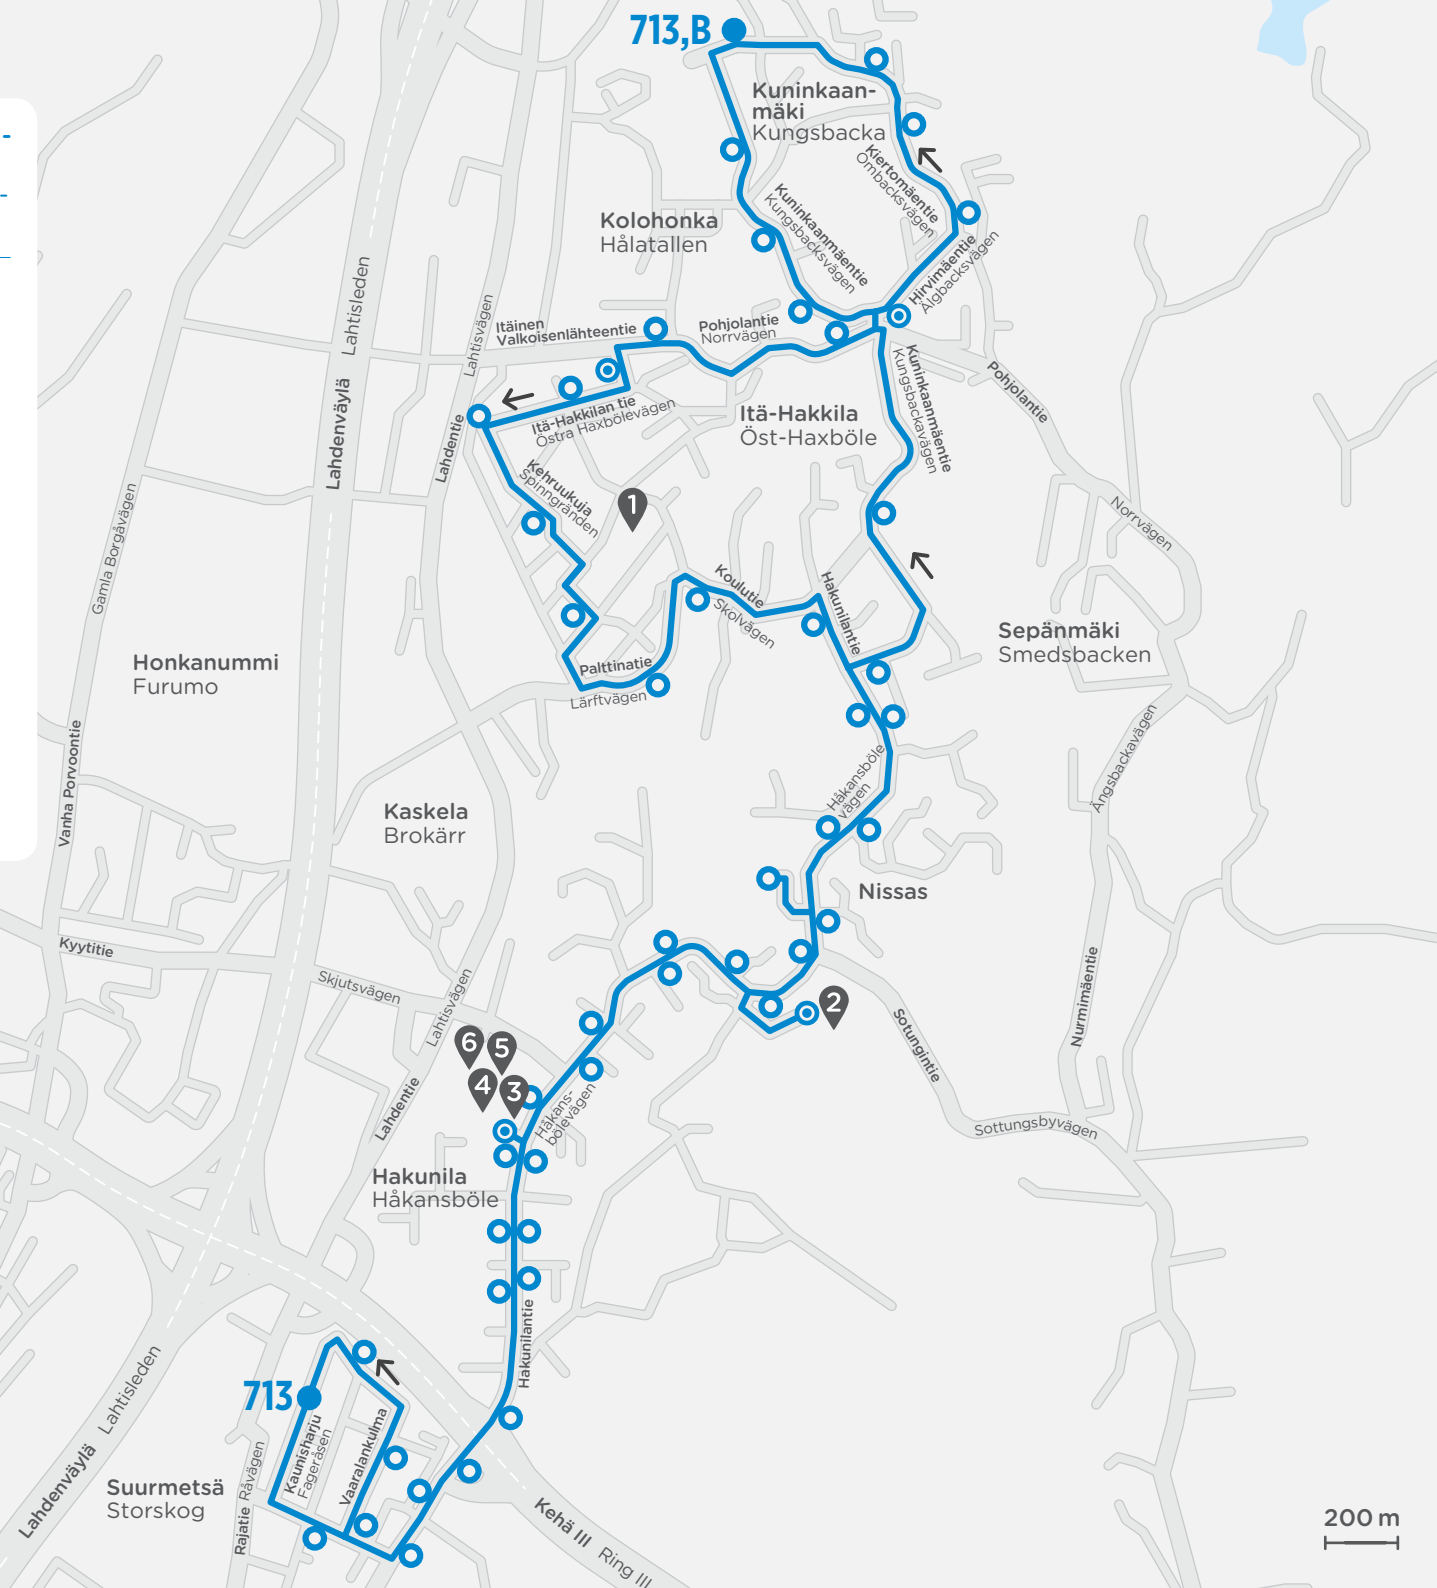 713,B
Kuninkaan-
mäki
Kungsbacka
Kiertomäentie
Ombacksvägen
Kuninkaanmäentie
Kungsbacksvägen
Kolohonka
Hålatallen
Hirvimäentie
Älgbacksvägen
Lahdenväylä Lahtisleden
Lahtisvägen
Itäinen
Valkoisenlähteentie
Pohjolantie
Norrvägen
Kuninkaanmäentie
Kungsbackavägen
Pohjolantie
Itä-Hakkilan tie
Östra Haxbölevägen
Itä-Hakkila
Öst-Haxböle
Lahdentie
Kehruukuja
Spinngränden
1
Norrvägen
Gamla Borgåvägen
Koulutie
Skolvägen
Hakunilantie
Sepänmäki
Smedsbacken
Honkanummi
Furumo
Palttinatie
Lärftvägen
Vanha Porvoontie
Håkansböle
vägen
Ängsbackavägen
Kaskela
Brokärr
Nissas
Kyytitie
Skjutsvägen
Lahtisvägen
2
Nurmimäentie
Sotungintie
6
5
4
3
Lahdentie
Håkans-
bölevägen
Sottungsbyvägen
Hakunila
Håkansböle
Hakunilantie
713
Kaunisharju
Fageråsen
Vaaralankulma
Lahdenväylä Lahtisleden
Suurmetsä
Storskog
Rajatie Råvägen
Kehä III Ring III
200 m